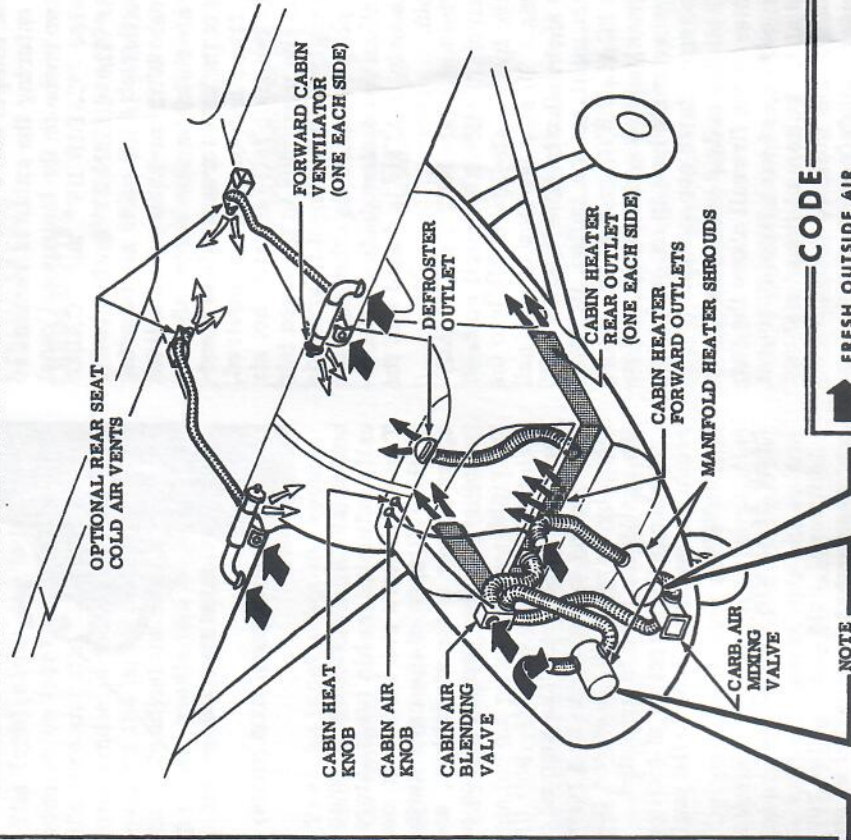 OPTIONAL REAR SEAT
COLD AIR VENTS
FORWARD CABIN
VENTILATOR
(ONE EACH SIDE)
DEFROSTER
OUTLET
CABIN HEAT
KNOB
CABIN AIR
KNOB
CABIN AIR
BLENDING
VALVE
CABIN HEATER
REAR OUTLET
(ONE EACH SIDE)
CABIN HEATER
FORWARD OUTLETS
MANIFOLD HEATER SHROUDS
CARB. AIR
MIXING
VALVE
CODE
FRESH OUTSIDE AIR
NOTE